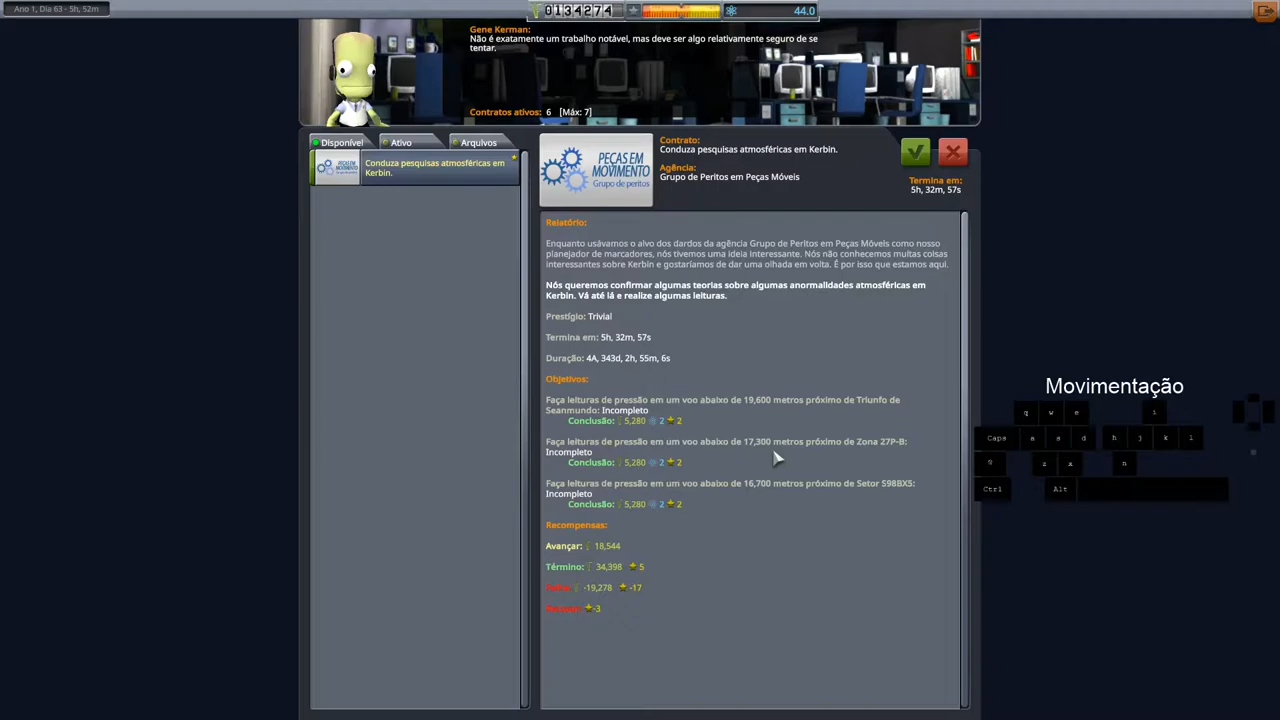 Ano 1, Dia 63 - 5h, 52m
0134274
44.0
Gene Kerman:
Não é exatamente um trabalho notável, mas deve ser algo relativamente seguro de se
tentar.
Contratos ativos: 6 [Máx: 7]
Disponível
Ativo
Arquivos
Conduza pesquisas atmosféricas em
Kerbin.
PEÇAS EM
MOVIMENTO
Grupo de peritos
Contrato:
Conduza pesquisas atmosféricas em Kerbin.
Agência:
Grupo de Peritos em Peças Móveis
Termina em:
5h, 32m, 57s
Relatório:
Enquanto usávamos o alvo dos dardos da agência Grupo de Peritos em Peças Móveis como nosso
planejador de marcadores, nós tivemos uma ideia interessante. Nós não conhecemos muitas coisas
interessantes sobre Kerbin e gostaríamos de dar uma olhada em volta. É por isso que estamos aqui.
Nós queremos confirmar algumas teorias sobre algumas anormalidades atmosféricas em
Kerbin. Vá até lá e realize algumas leituras.
Prestígio: Trivial
Termina em: 5h, 32m, 57s
Duração: 4A, 343d, 2h, 55m, 6s
Objetivos:
Faça leituras de pressão em um voo abaixo de 19,600 metros próximo de Triunfo de
Seanmundo: Incompleto
Conclusão: 5,280 2 2
Faça leituras de pressão em um voo abaixo de 17,300 metros próximo de Zona 27P-B:
Incompleto
Conclusão: 5,280 2 2
Faça leituras de pressão em um voo abaixo de 16,700 metros próximo de Setor S98BX5:
Incompleto
Conclusão: 5,280 2 2
Recompensas:
Avançar: 18,544
Término: 34,398 5
-19,278 -17
-3
Movimentação
q w e i
Caps a s d h j k l
z x n
Ctrl Alt